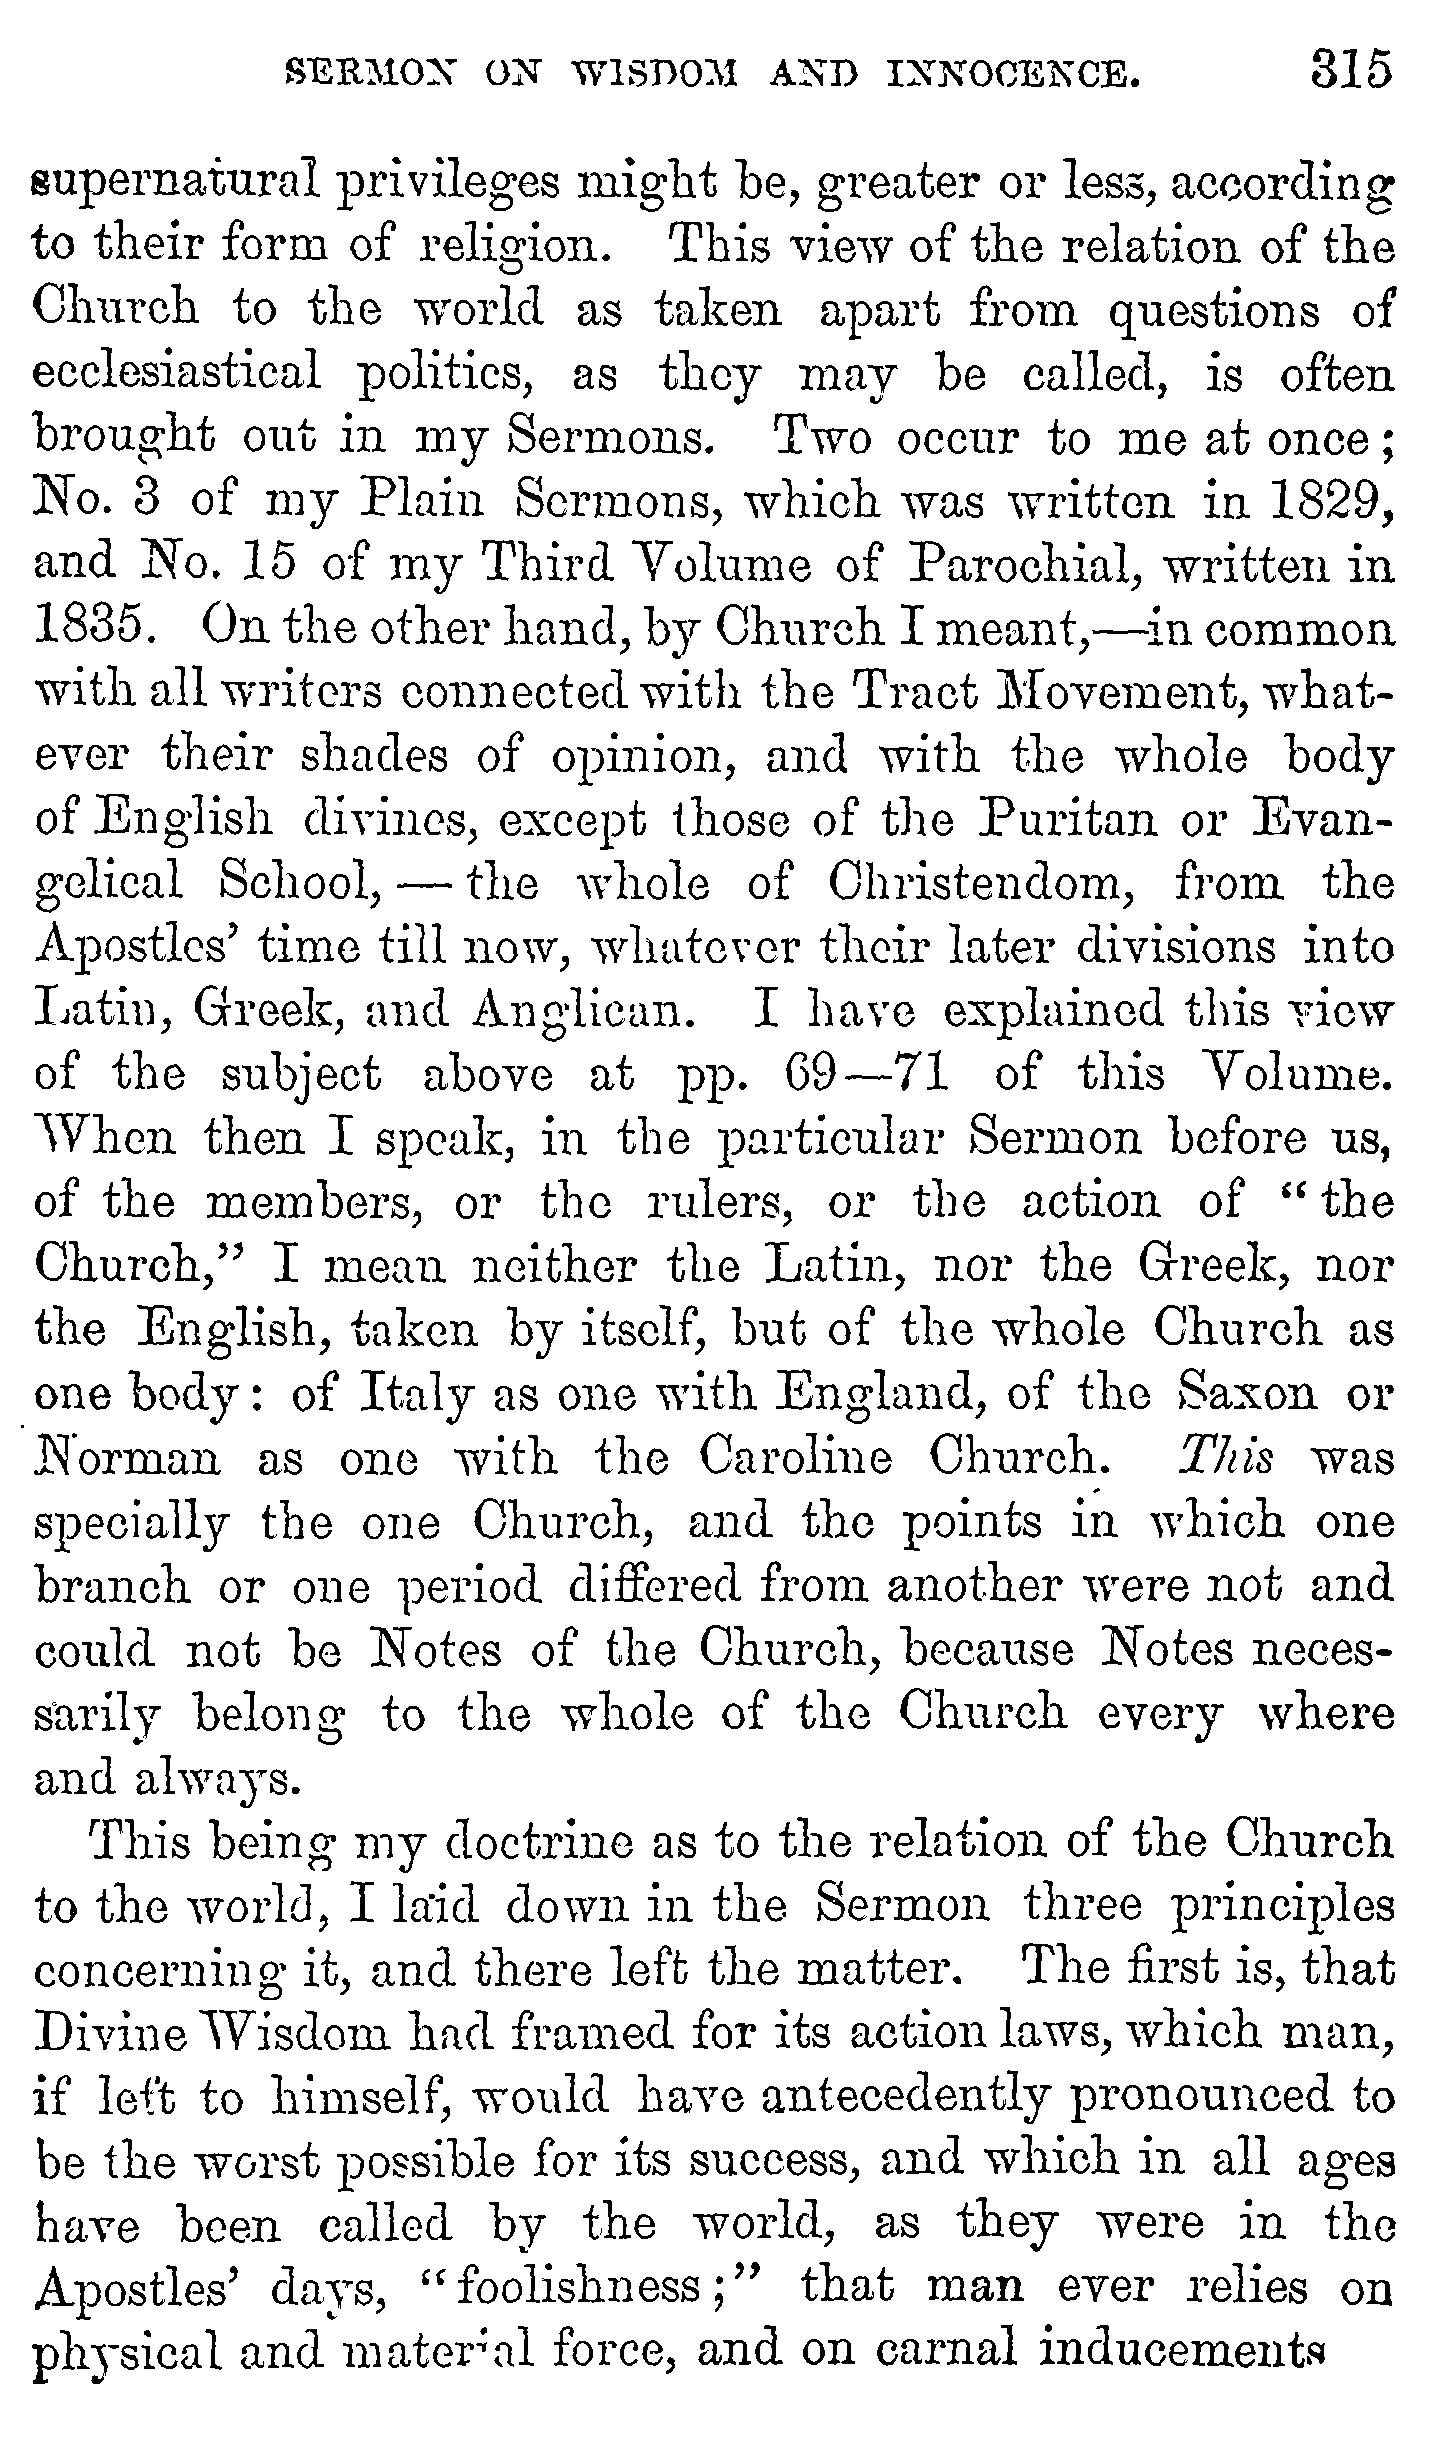 SERMON ON WISDOM AND INNOCENCE. 315
supernatural privileges might be, greater or less, according
to their form of religion. This view of the relation of the
Church to the world as taken apart from questions of
ecclesiastical politics, as they may be called, is often
brought out in my Sermons. Two occur to me at once;
No. 3 of my Plain Sermons, which was written in 1829,
and No. 15 of my Third Volume of Parochial, written in
1835. On the other hand, by Church I meant,—in common
with all writers connected with the Tract Movement, what-
ever their shades of opinion, and with the whole body
of English divines, except those of the Puritan or Evan-
gelical School,—the whole of Christendom, from the
Apostles' time till now, whatever their later divisions into
Latin, Greek, and Anglican. I have explained this view
of the subject above at pp. 69—71 of this Volume.
When then I speak, in the particular Sermon before us,
of the members, or the rulers, or the action of "the
Church," I mean neither the Latin, nor the Greek, nor
the English, taken by itself, but of the whole Church as
one body: of Italy as one with England, of the Saxon or
Norman as one with the Caroline Church. This was
specially the one Church, and the points in which one
branch or one period differed from another were not and
could not be Notes of the Church, because Notes neces-
sarily belong to the whole of the Church every where
and always.
This being my doctrine as to the relation of the Church
to the world, I laid down in the Sermon three principles
concerning it, and there left the matter. The first is, that
Divine Wisdom had framed for its action laws, which man,
if left to himself, would have antecedently pronounced to
be the worst possible for its success, and which in all ages
have been called by the world, as they were in the
Apostles' days, "foolishness;" that man ever relies on
physical and material force, and on carnal inducements